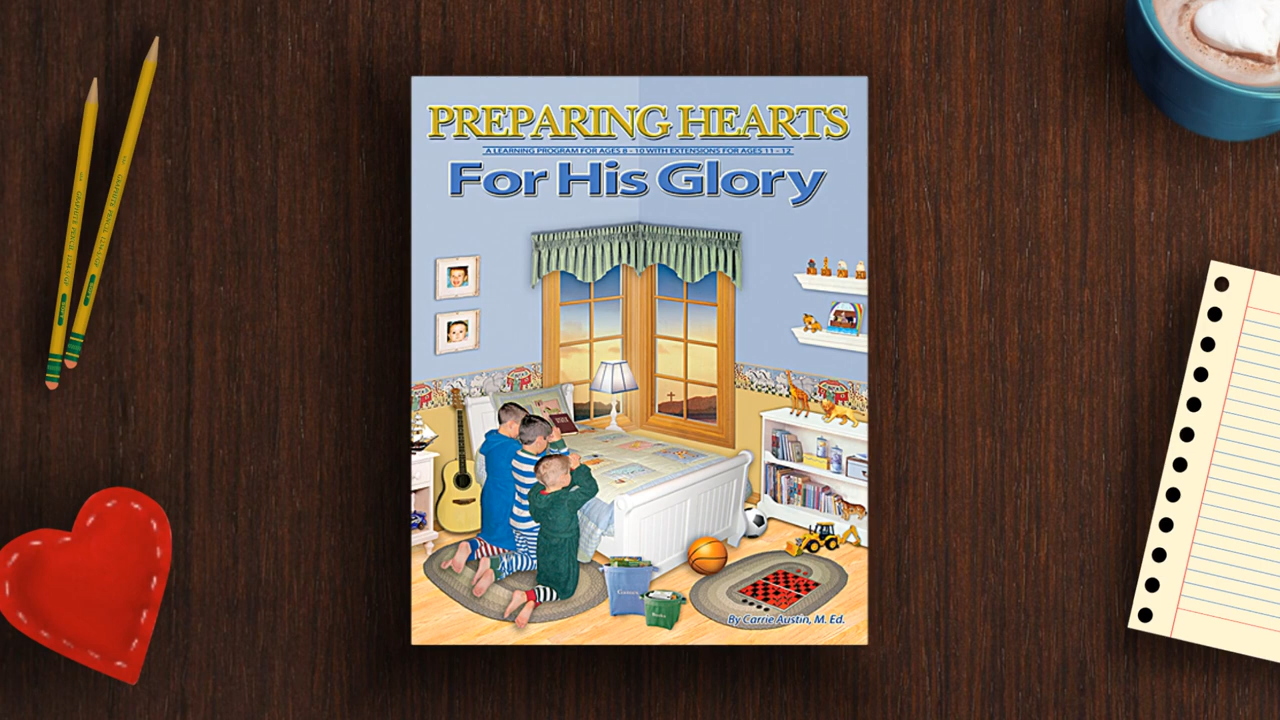 PREPARING HEARTS
A LEARNING PROGRAM FOR AGES 8 - 10 WITH EXTENSIONS FOR AGES 11 - 12
For His Glory
Games
By Carrie Austin, M. Ed.